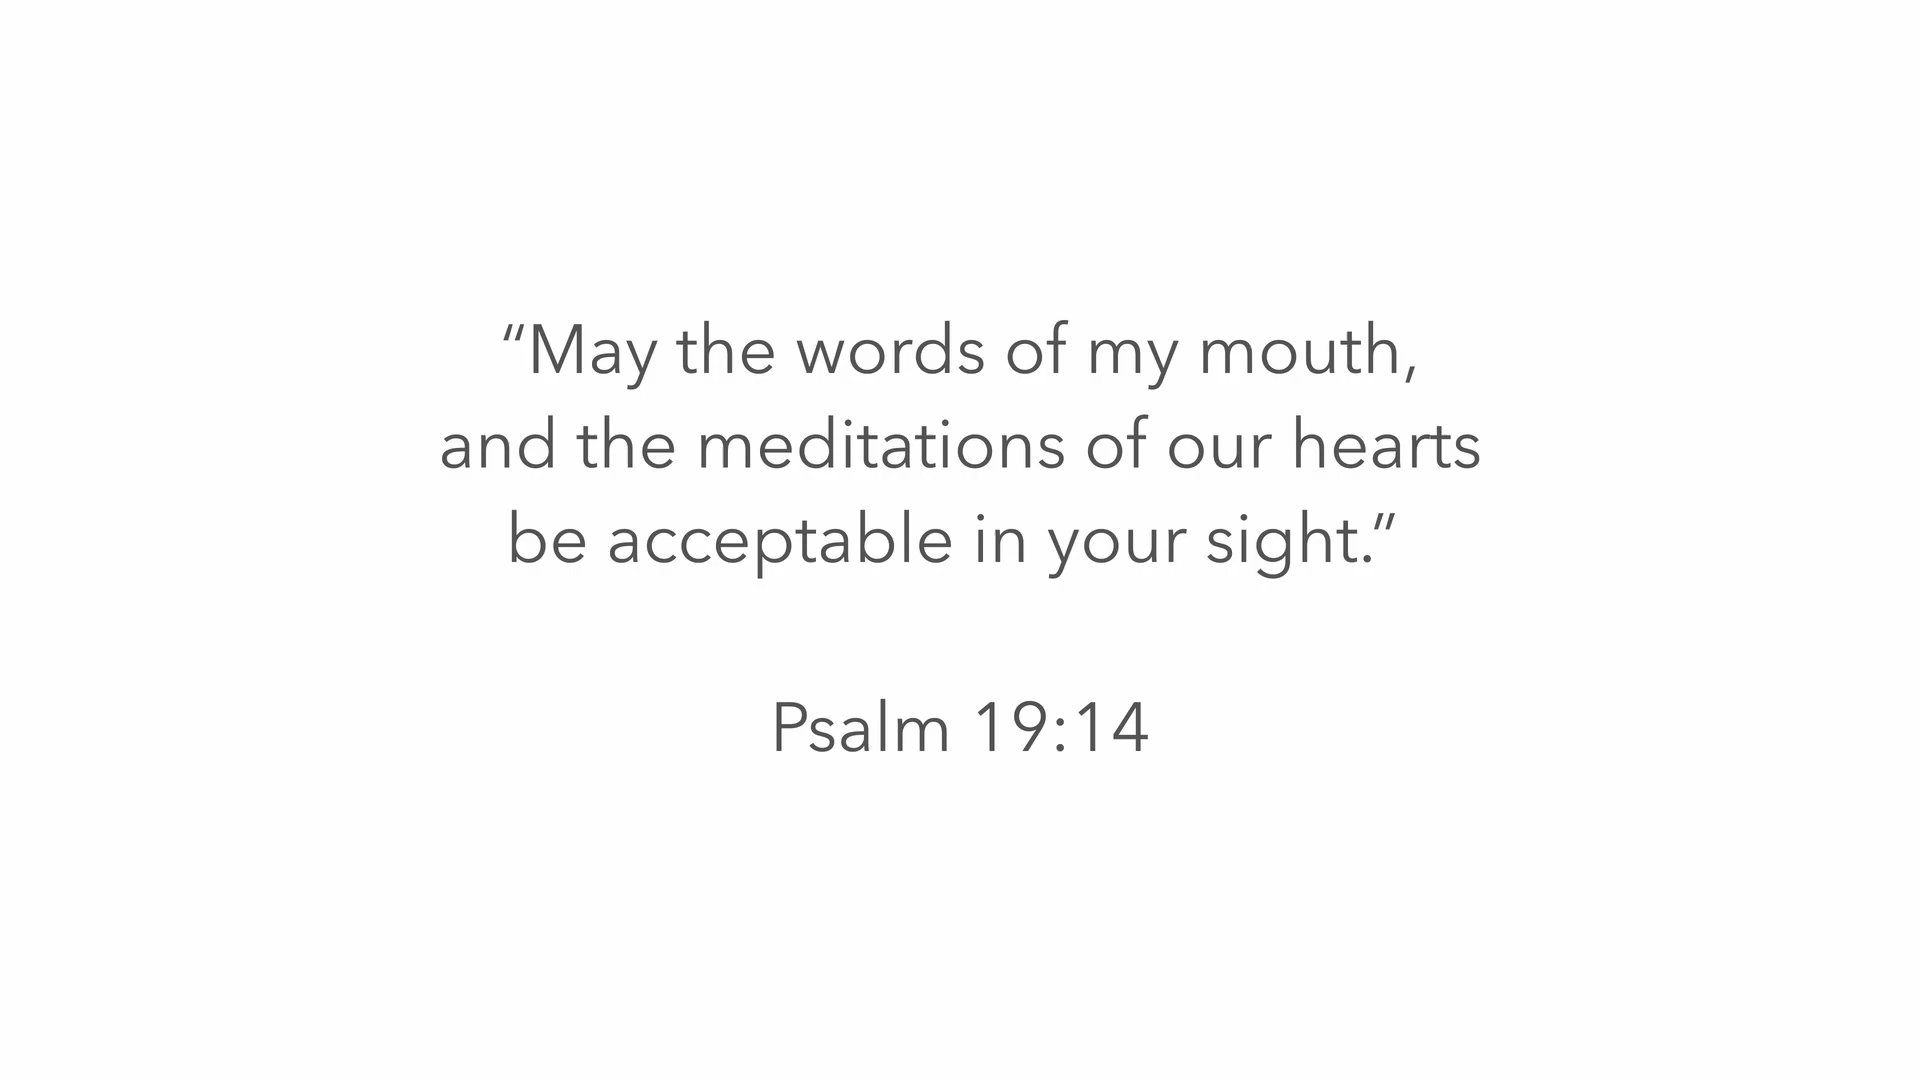 “May the words of my mouth,
and the meditations of our hearts
be acceptable in your sight.”
Psalm 19:14